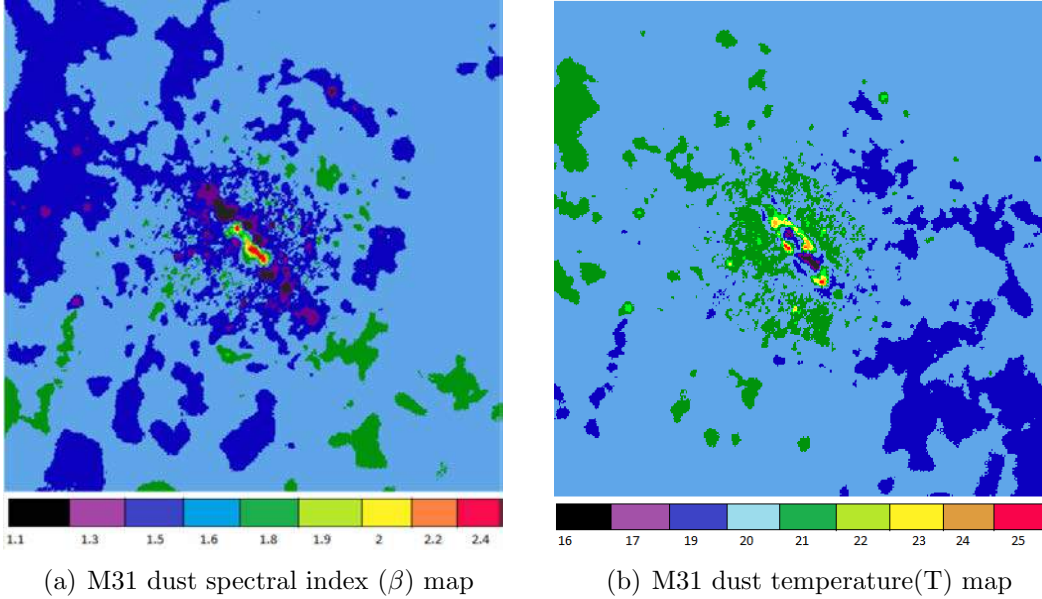 1.1 1.3 1.5 1.6 1.8 1.9 2 2.2 2.4
16 17 19 20 21 22 23 24 25
(a) M31 dust spectral index (β) map
(b) M31 dust temperature(T) map